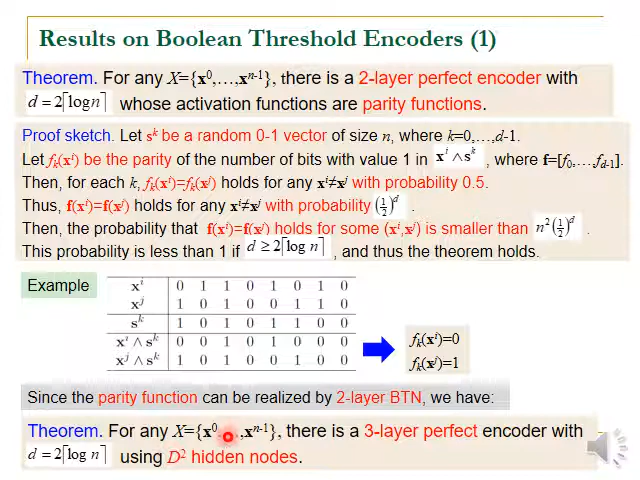 Results on Boolean Threshold Encoders (1)
Theorem. For any X={x⁰,…,xⁿ⁻¹}, there is a 2-layer perfect encoder with
d = 2⌈log n⌉ whose activation functions are parity functions.
Proof sketch. Let sᵏ be a random 0-1 vector of size n, where k=0,…,d-1.
Let fₖ(xⁱ) be the parity of the number of bits with value 1 in xⁱ ∧ sᵏ, where f=[f₀,…,f_d-1].
Then, for each k, fₖ(xⁱ)=fₖ(xʲ) holds for any xⁱ≠xʲ with probability 0.5.
Thus, f(xⁱ)=f(xʲ) holds for any xⁱ≠xʲ with probability (1/2)^d.
Then, the probability that f(xⁱ)=f(xʲ) holds for some (xⁱ,xʲ) is smaller than n²(1/2)^d.
This probability is less than 1 if d ≥ 2⌈log n⌉, and thus the theorem holds.
Example
xⁱ 0 1 1 0 1 0 1 0
xʲ 1 0 1 0 0 1 1 0
sᵏ 1 0 1 0 1 1 0 0
xⁱ ∧ sᵏ 0 0 1 0 1 0 0 0
xʲ ∧ sᵏ 1 0 1 0 0 1 0 0
fₖ(xⁱ)=0
fₖ(xʲ)=1
Since the parity function can be realized by 2-layer BTN, we have:
Theorem. For any X={x⁰,…,xⁿ⁻¹}, there is a 3-layer perfect encoder with
d = 2⌈log n⌉ using D² hidden nodes.